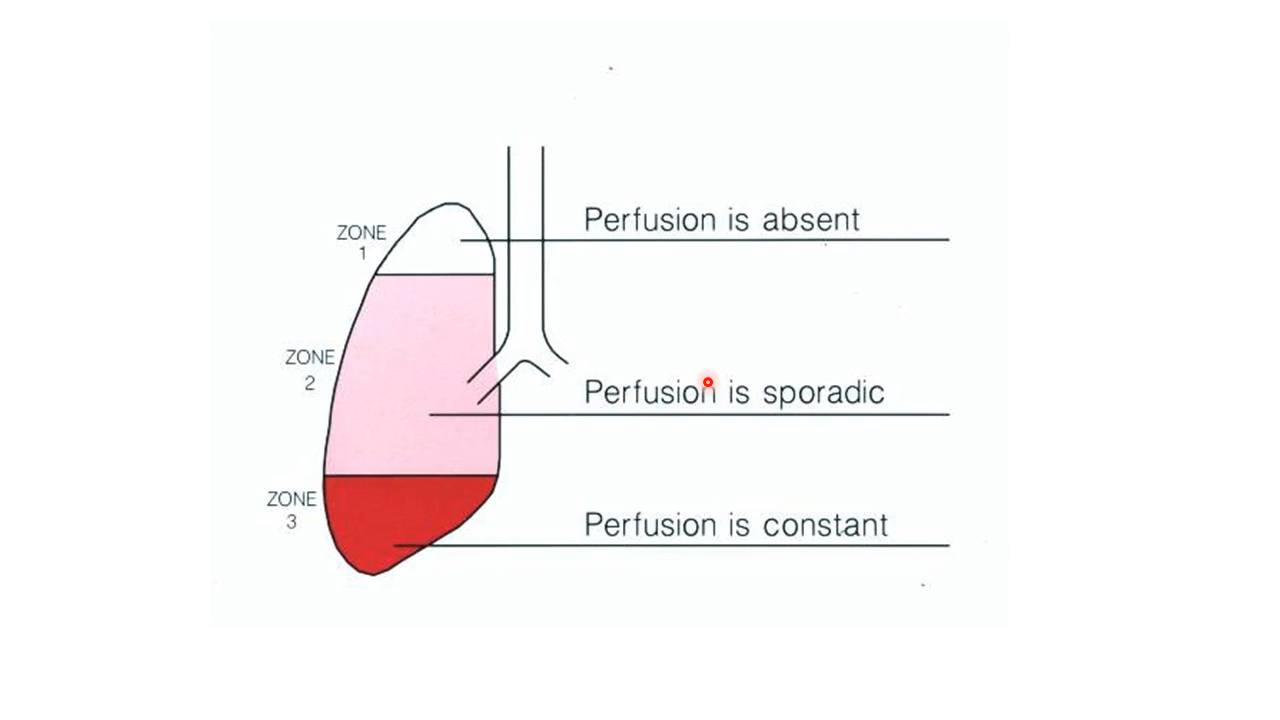 ZONE
1
Perfusion is absent
ZONE
2
Perfusion is sporadic
ZONE
3
Perfusion is constant